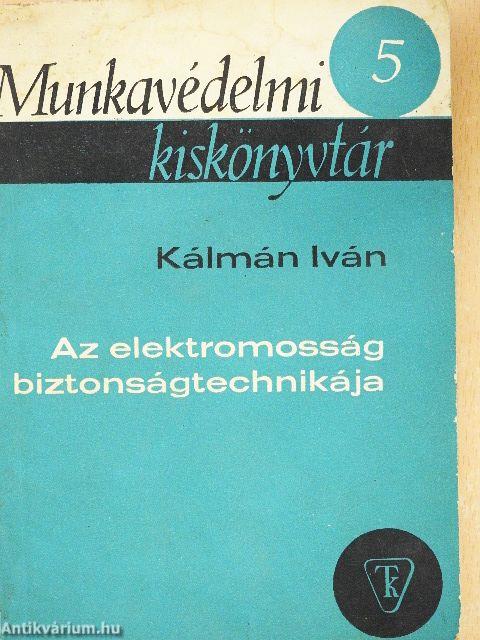 5
Munkavédelmi
kiskönyvtár
Kálmán Iván
Az elektromosság
biztonságtechnikája
TK
Antikvárium.hu